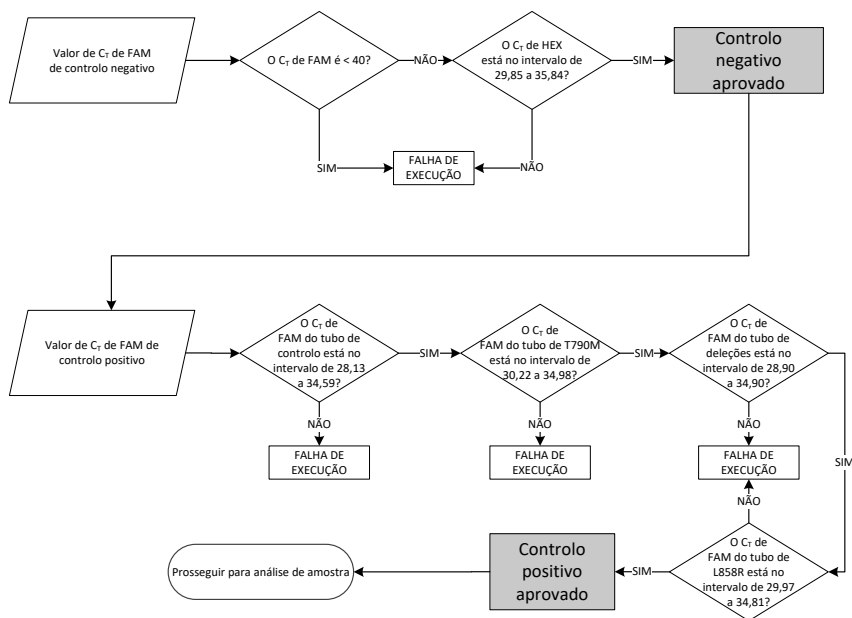 Valor de CT de FAM
de controlo negativo
O CT de FAM é < 40?
NÃO
O CT de HEX
está no intervalo de
29,85 a 35,84?
SIM
Controlo
negativo
aprovado
SIM
FALHA DE
EXECUÇÃO
NÃO
Valor de CT de FAM de
controlo positivo
O CT de
FAM do tubo de
controlo está no
intervalo de 28,13
a 34,59?
SIM
O CT de
FAM do tubo de T790M
está no intervalo de
30,22 a 34,98?
SIM
O CT de
FAM do tubo de
deleções está no
intervalo de 28,90
a 34,90?
NÃO
NÃO
NÃO
FALHA DE
EXECUÇÃO
FALHA DE
EXECUÇÃO
FALHA DE
EXECUÇÃO
SIM
NÃO
O CT de
FAM do tubo de
L858R está no
intervalo de 29,97
a 34,81?
SIM
Controlo
positivo
aprovado
Prosseguir para análise de amostra